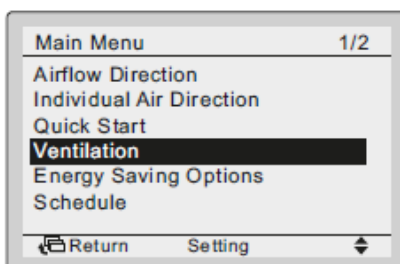 Main Menu 1/2
Airflow Direction
Individual Air Direction
Quick Start
Ventilation
Energy Saving Options
Schedule
Return Setting